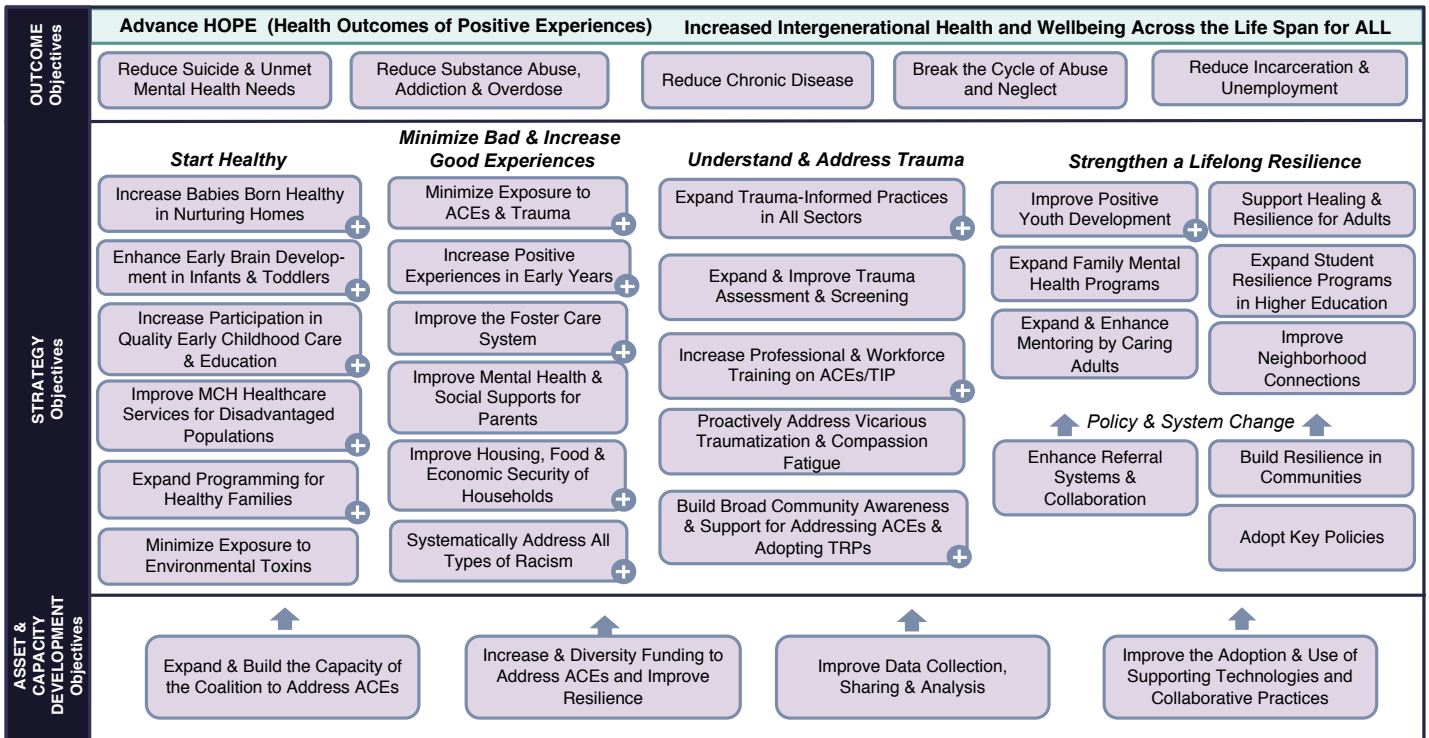 OUTCOME
Objectives
Advance HOPE (Health Outcomes of Positive Experiences)
Increased Intergenerational Health and Wellbeing Across the Life Span for ALL
Reduce Suicide & Unmet
Mental Health Needs
Reduce Substance Abuse,
Addiction & Overdose
Reduce Chronic Disease
Break the Cycle of Abuse
and Neglect
Reduce Incarceration &
Unemployment
STRATEGY
Objectives
Start Healthy
Increase Babies Born Healthy
in Nurturing Homes
+
Enhance Early Brain Develop-
ment in Infants & Toddlers
+
Increase Participation in
Quality Early Childhood Care
& Education
+
Improve MCH Healthcare
Services for Disadvantaged
Populations
+
Expand Programming for
Healthy Families
+
Minimize Exposure to
Environmental Toxins
Minimize Bad & Increase
Good Experiences
Minimize Exposure to
ACEs & Trauma
+
Increase Positive
Experiences in Early Years
+
Improve the Foster Care
System
+
Improve Mental Health &
Social Supports for
Parents
Improve Housing, Food &
Economic Security of
Households
+
Systematically Address All
Types of Racism
+
Understand & Address Trauma
Expand Trauma-Informed Practices
in All Sectors
+
Expand & Improve Trauma
Assessment & Screening
Increase Professional & Workforce
Training on ACEs/TIP
+
Proactively Address Vicarious
Traumatization & Compassion
Fatigue
Build Broad Community Awareness
& Support for Addressing ACEs &
Adopting TRPs
+
Strengthen a Lifelong Resilience
Improve Positive
Youth Development
+
Expand Family Mental
Health Programs
Expand & Enhance
Mentoring by Caring
Adults
Support Healing &
Resilience for Adults
Expand Student
Resilience Programs
in Higher Education
Improve
Neighborhood
Connections
Policy & System Change
Enhance Referral
Systems &
Collaboration
Build Resilience in
Communities
Adopt Key Policies
ASSET &
CAPACITY
DEVELOPMENT
Objectives
Expand & Build the Capacity of
the Coalition to Address ACEs
Increase & Diversity Funding to
Address ACEs and Improve
Resilience
Improve Data Collection,
Sharing & Analysis
Improve the Adoption & Use of
Supporting Technologies and
Collaborative Practices